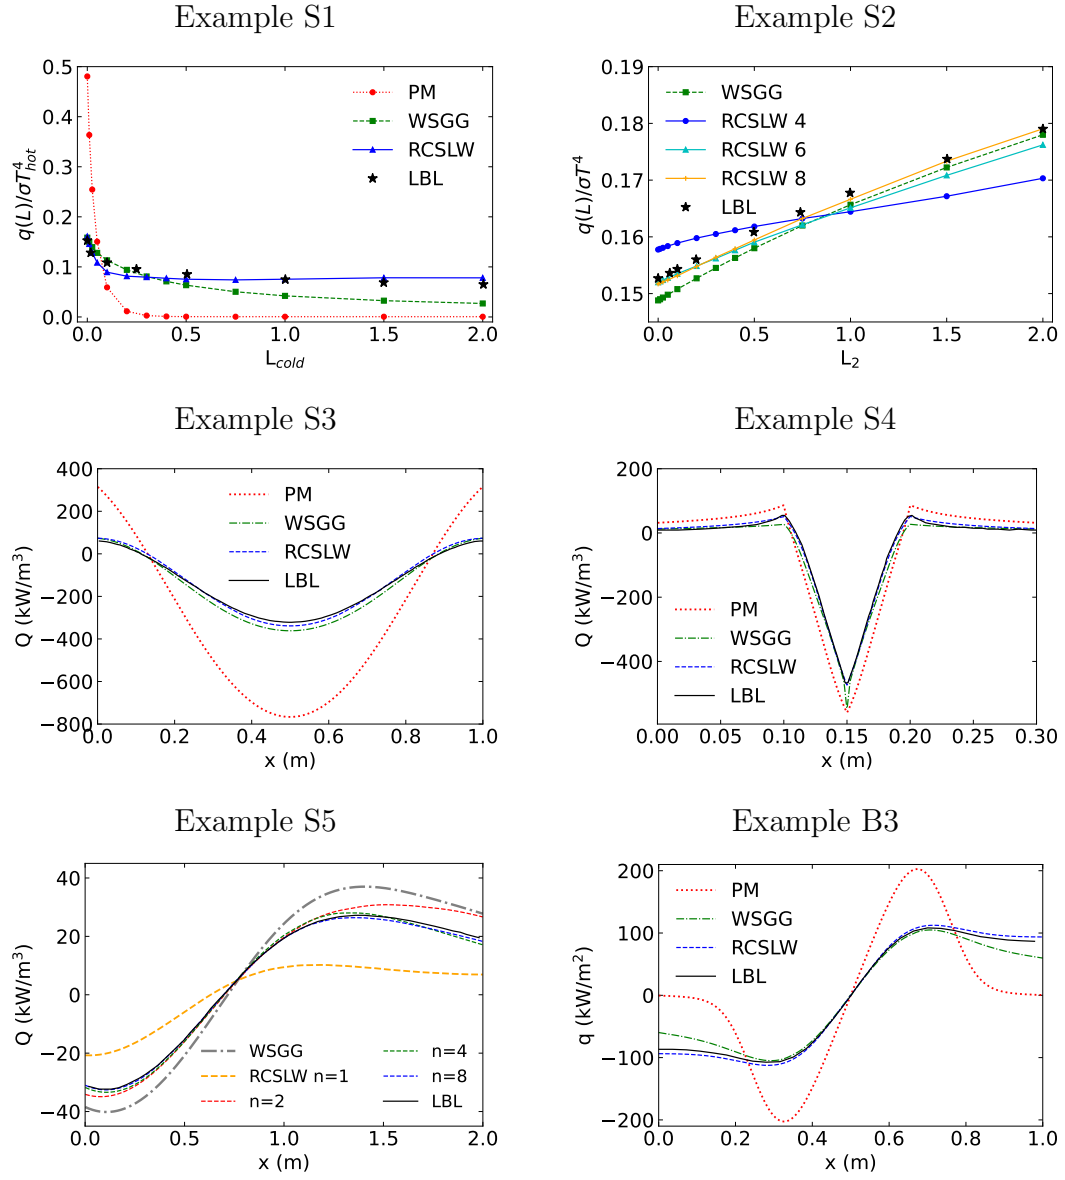 Example S1
0.5
0.4
0.3
0.2
0.1
0.0
q(L)/σT⁴hot
PM
WSGG
RCSLW
LBL
0.0 0.5 1.0 1.5 2.0
Lcold
Example S2
0.19
0.18
0.17
0.16
0.15
q(L)/σT⁴
WSGG
RCSLW 4
RCSLW 6
RCSLW 8
LBL
0.0 0.5 1.0 1.5 2.0
L2
Example S3
400
200
0
−200
−400
−600
−800
Q (kW/m³)
PM
WSGG
RCSLW
LBL
0.0 0.2 0.4 0.6 0.8 1.0
x (m)
Example S4
200
0
−200
−400
Q (kW/m³)
PM
WSGG
RCSLW
LBL
0.00 0.05 0.10 0.15 0.20 0.25 0.30
x (m)
Example S5
40
20
0
−20
−40
Q (kW/m³)
WSGG
RCSLW n=1
n=2
n=4
n=8
LBL
0.0 0.5 1.0 1.5 2.0
x (m)
Example B3
200
100
0
−100
−200
q (kW/m²)
PM
WSGG
RCSLW
LBL
0.0 0.2 0.4 0.6 0.8 1.0
x (m)